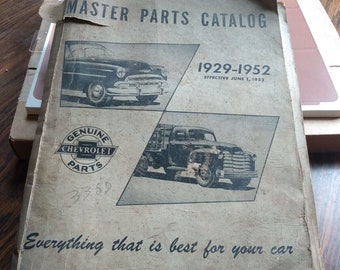 MASTER PARTS CATALOG
1929-1952
EFFECTIVE JUNE 1, 1952
GENUINE
CHEVROLET
PARTS
Everything that is best for your car